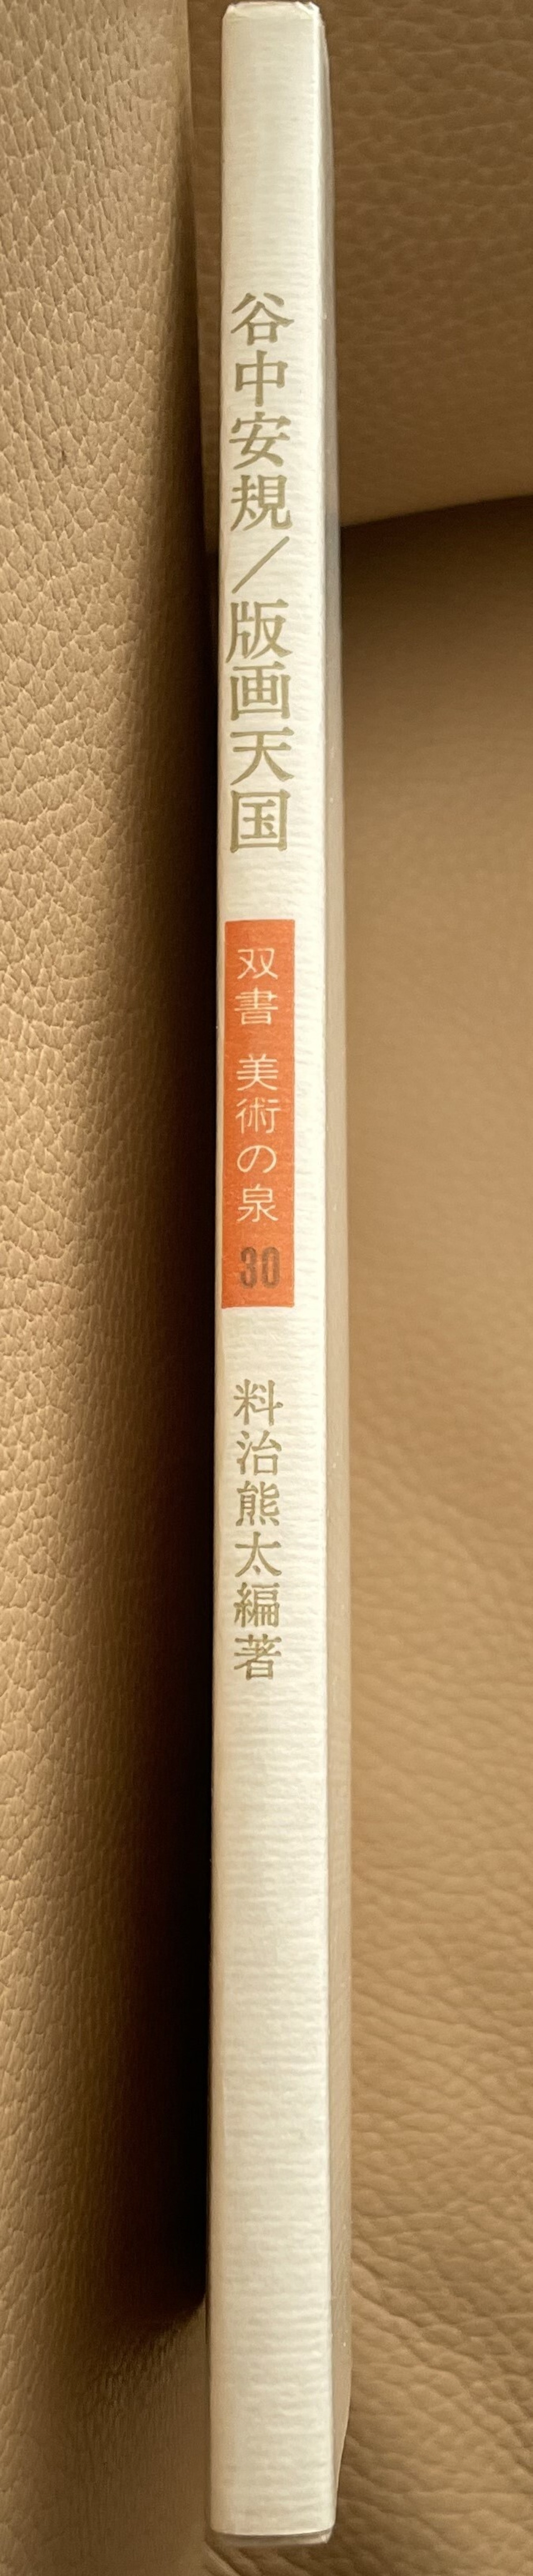 谷中安規／版画天国
双書 美術の泉 30
料治熊太編著